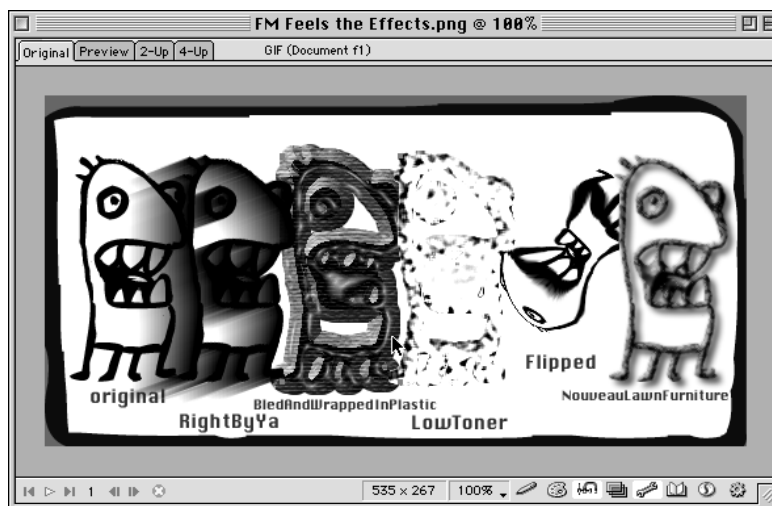 FM Feels the Effects.png @ 100%
Original Preview 2-Up 4-Up GIF (Document f1)
Flipped
original
NouveauLawnFurniture
BledAndWrappedInPlastic
RightByYa
LowToner
1 535 × 267 100%